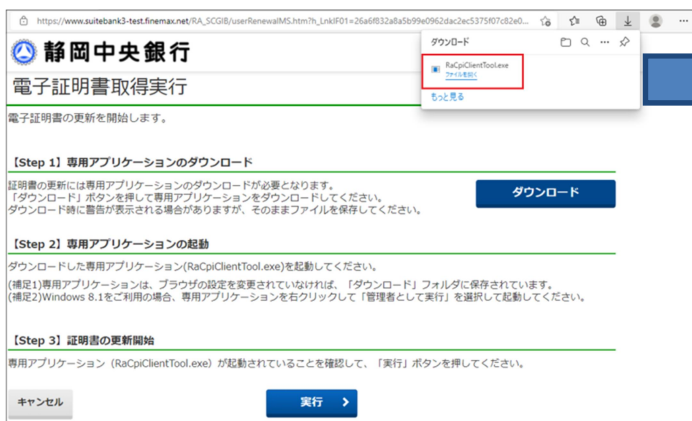 https://www.suitebank3-test.finemax.net/RA_SCGIB/userRenewalMS.htm?h_LnkIF01=26a6f832a8a5b99e0962dac2ec5375f07c82e0...
静岡中央銀行
ダウンロード
RaCpiClientTool.exe
ファイルを開く
もっと見る
電子証明書取得実行
電子証明書の更新を開始します。
【Step 1】専用アプリケーションのダウンロード
証明書の更新には専用アプリケーションのダウンロードが必要となります。
「ダウンロード」ボタンを押して専用アプリケーションをダウンロードしてください。
ダウンロード時に警告が表示される場合がありますが、そのままファイルを保存してください。
ダウンロード
【Step 2】専用アプリケーションの起動
ダウンロードした専用アプリケーション(RaCpiClientTool.exe)を起動してください。
(補足1)専用アプリケーションは、ブラウザの設定を変更されていなければ、「ダウンロード」フォルダに保存されています。
(補足2)Windows 8.1をご利用の場合、専用アプリケーションを右クリックして「管理者として実行」を選択して起動してください。
【Step 3】証明書の更新開始
専用アプリケーション（RaCpiClientTool.exe）が起動されていることを確認して、「実行」ボタンを押してください。
キャンセル
実行